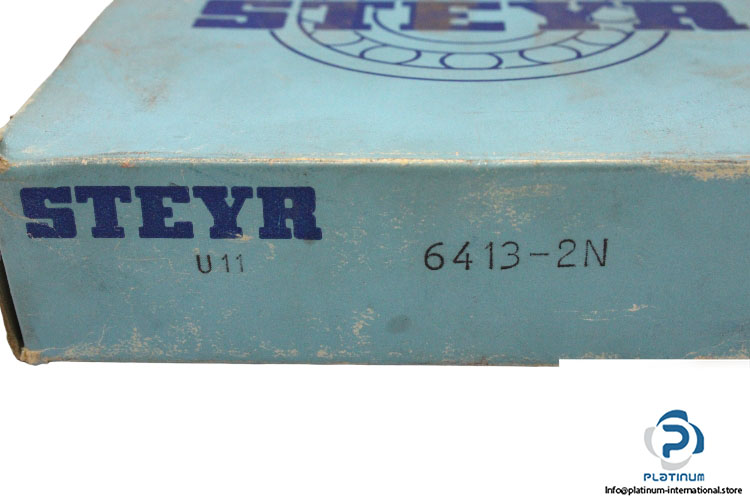 STEYR
STEYR
U11
6413-2N
PLATINUM
Info@platinum-international.store